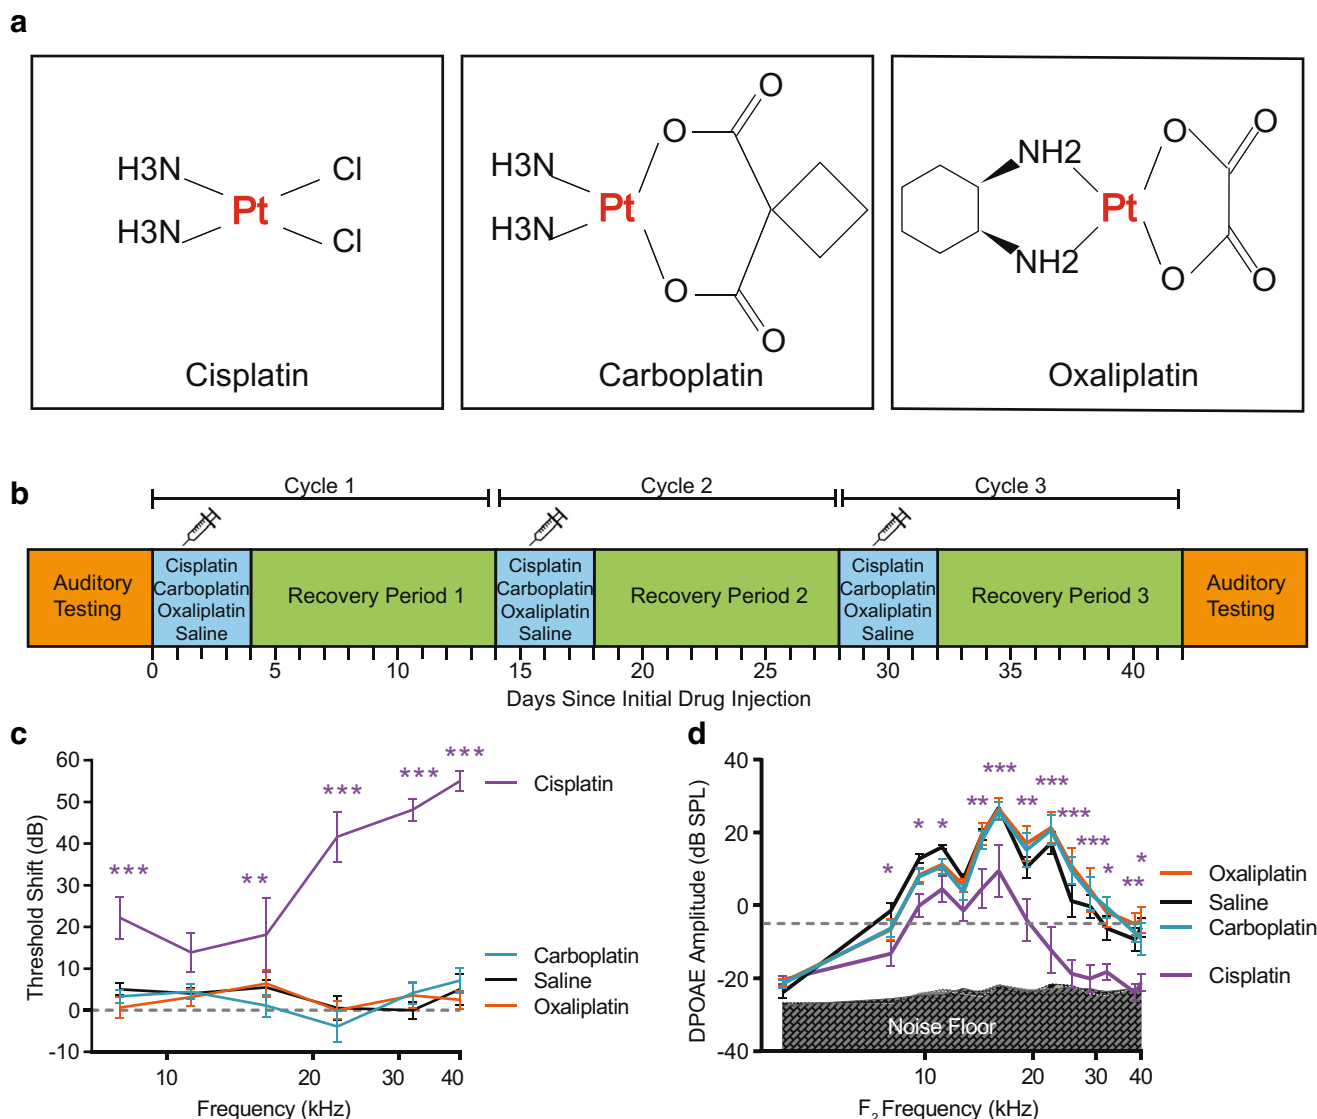 a
H3N
H3N
Pt
Cl
Cl
Cisplatin
H3N
H3N
Pt
O
O
O
O
Carboplatin
NH2
NH2
Pt
O
O
O
O
Oxaliplatin
b
Cycle 1
Cycle 2
Cycle 3
Auditory
Testing
Cisplatin
Carboplatin
Oxaliplatin
Saline
Recovery Period 1
Cisplatin
Carboplatin
Oxaliplatin
Saline
Recovery Period 2
Cisplatin
Carboplatin
Oxaliplatin
Saline
Recovery Period 3
Auditory
Testing
0 5 10 15 20 25 30 35 40
Days Since Initial Drug Injection
c
Threshold Shift (dB)
60
50
40
30
20
10
0
-10
***
**
***
***
***
Cisplatin
Carboplatin
Saline
Oxaliplatin
10 20 30 40
Frequency (kHz)
d
DPOAE Amplitude (dB SPL)
40
20
0
-20
-40
*
*
*
**
***
**
***
***
***
*
**
*
Oxaliplatin
Saline
Carboplatin
Cisplatin
Noise Floor
10 20 30 40
F2 Frequency (kHz)